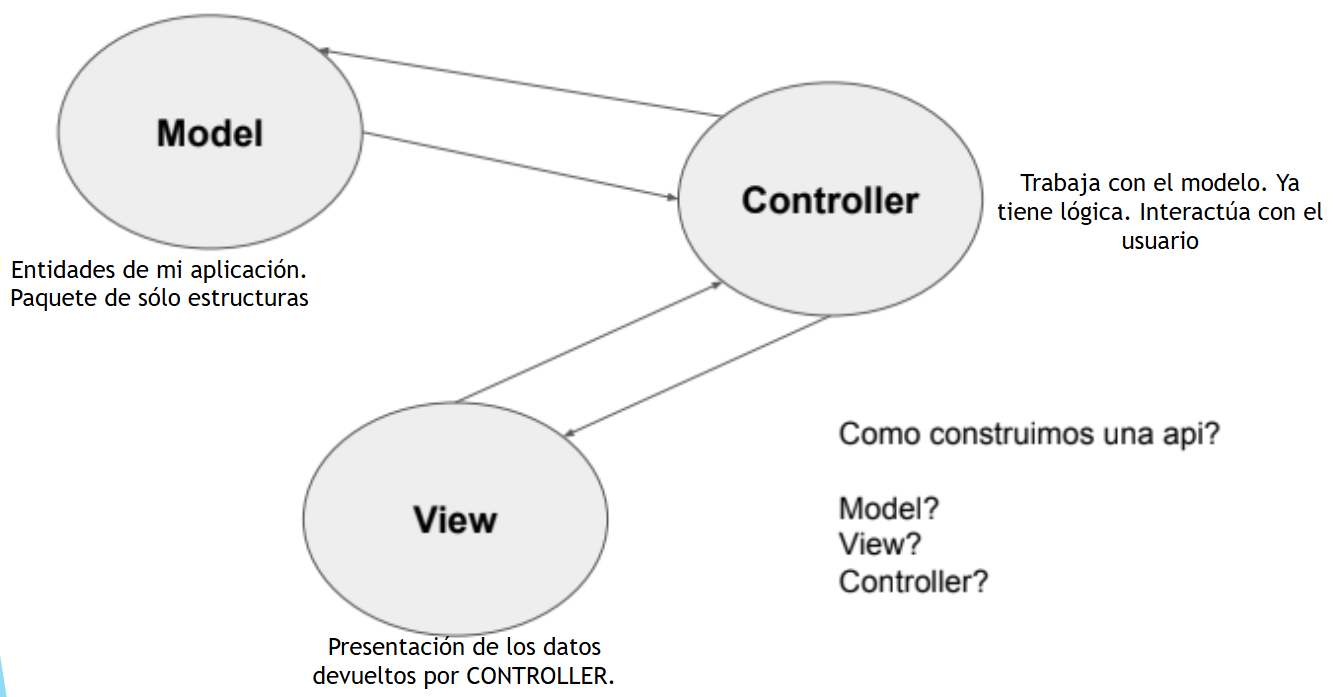 Model
Controller
Trabaja con el modelo. Ya
tiene lógica. Interactúa con el
usuario
Entidades de mi aplicación.
Paquete de sólo estructuras
View
Presentación de los datos
devueltos por CONTROLLER.
Como construimos una api?
Model?
View?
Controller?